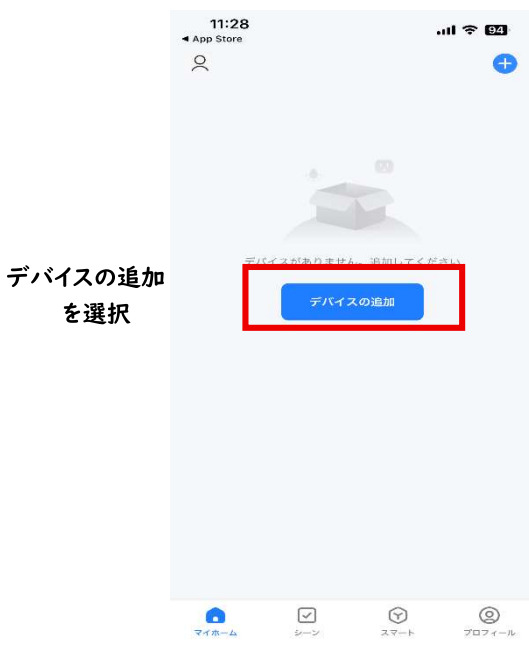 11:28
◀ App Store
94
デバイスがありません。追加してください
デバイスの追加
を選択
デバイスの追加
マイホーム
シーン
スマート
プロフィール